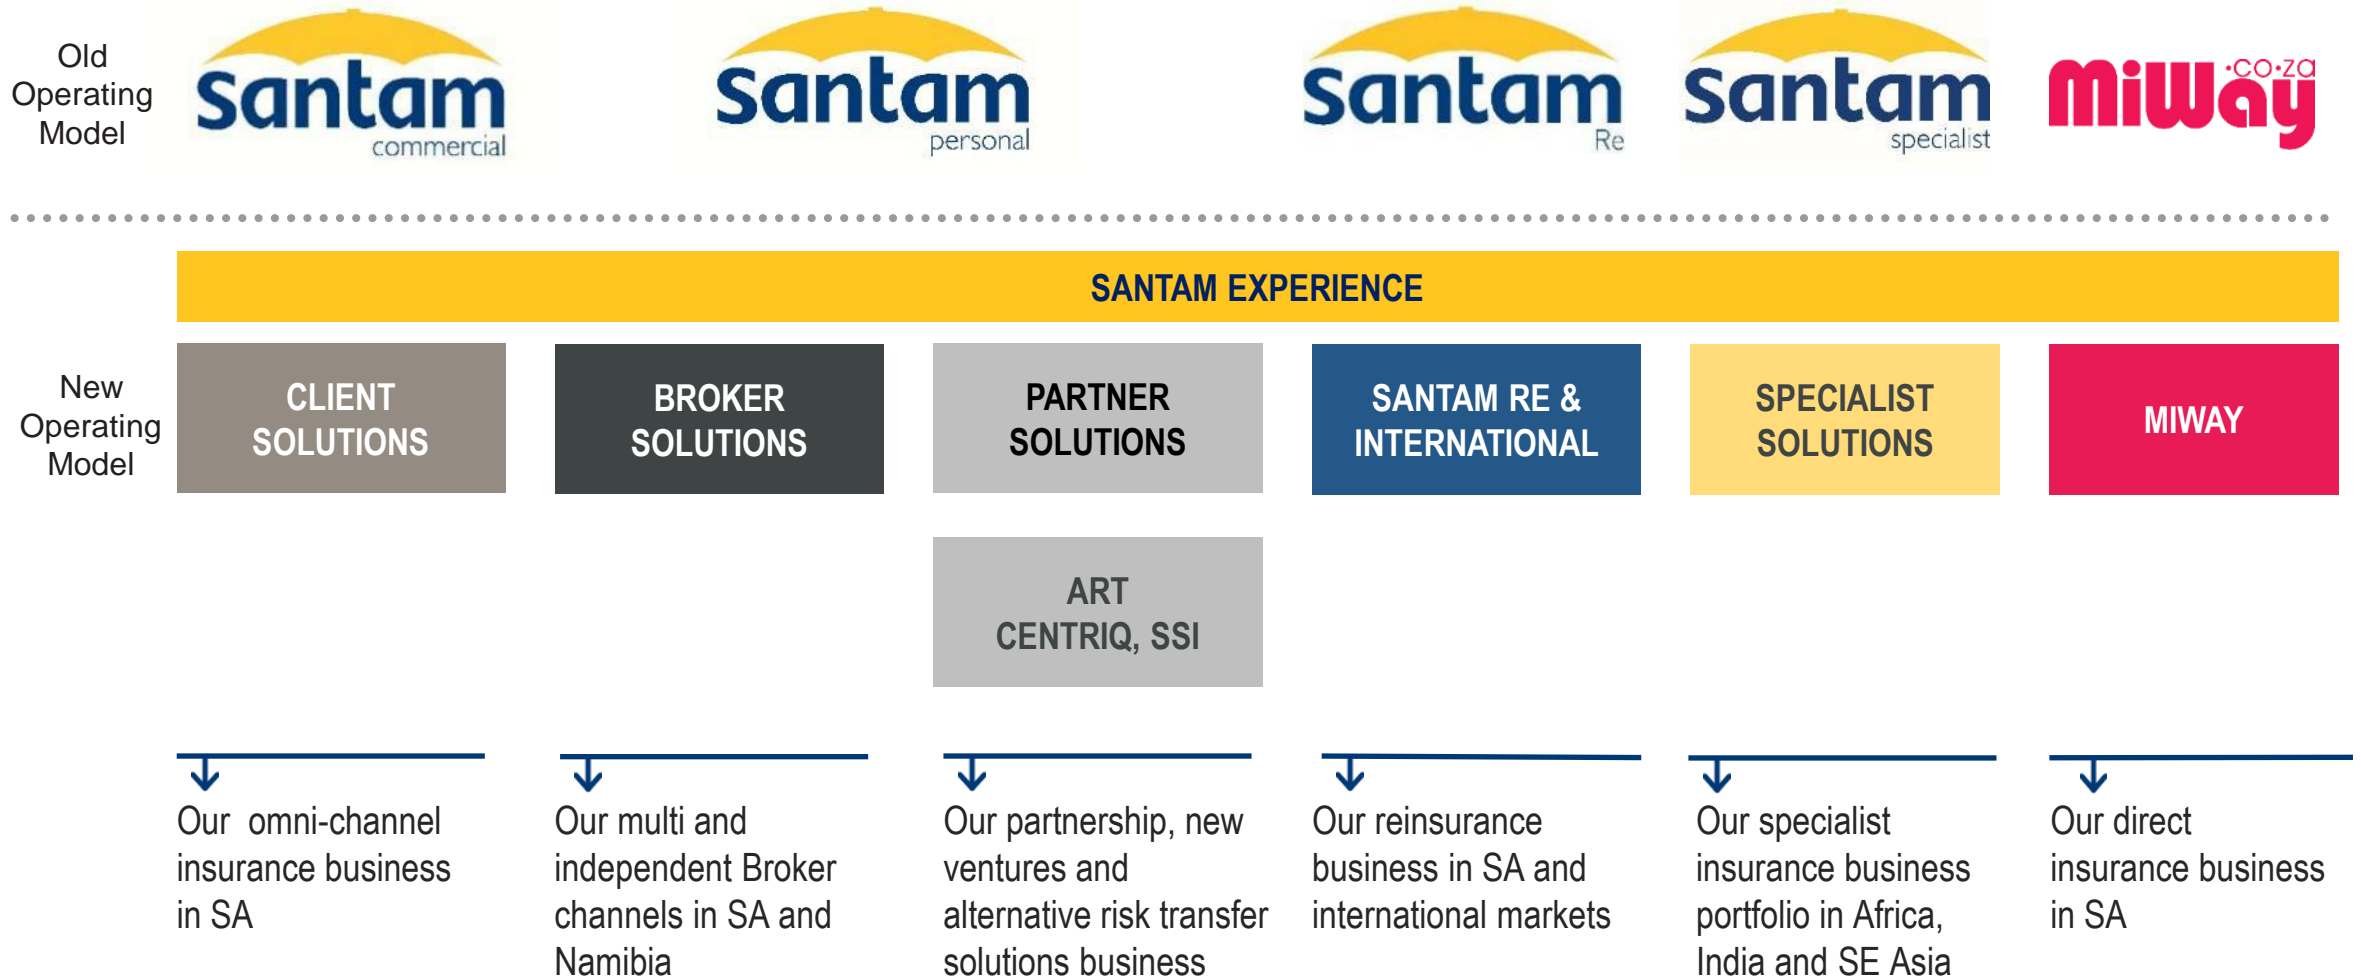 Old
Operating
Model
santam
commercial
santam
personal
santam
Re
santam
specialist
MiWay
.co.za
SANTAM EXPERIENCE
New
Operating
Model
CLIENT
SOLUTIONS
BROKER
SOLUTIONS
PARTNER
SOLUTIONS
SANTAM RE &
INTERNATIONAL
SPECIALIST
SOLUTIONS
MIWAY
ART
CENTRIQ, SSI
Our omni-channel
insurance business
in SA
Our multi and
independent Broker
channels in SA and
Namibia
Our partnership, new
ventures and
alternative risk transfer
solutions business
Our reinsurance
business in SA and
international markets
Our specialist
insurance business
portfolio in Africa,
India and SE Asia
Our direct
insurance business
in SA